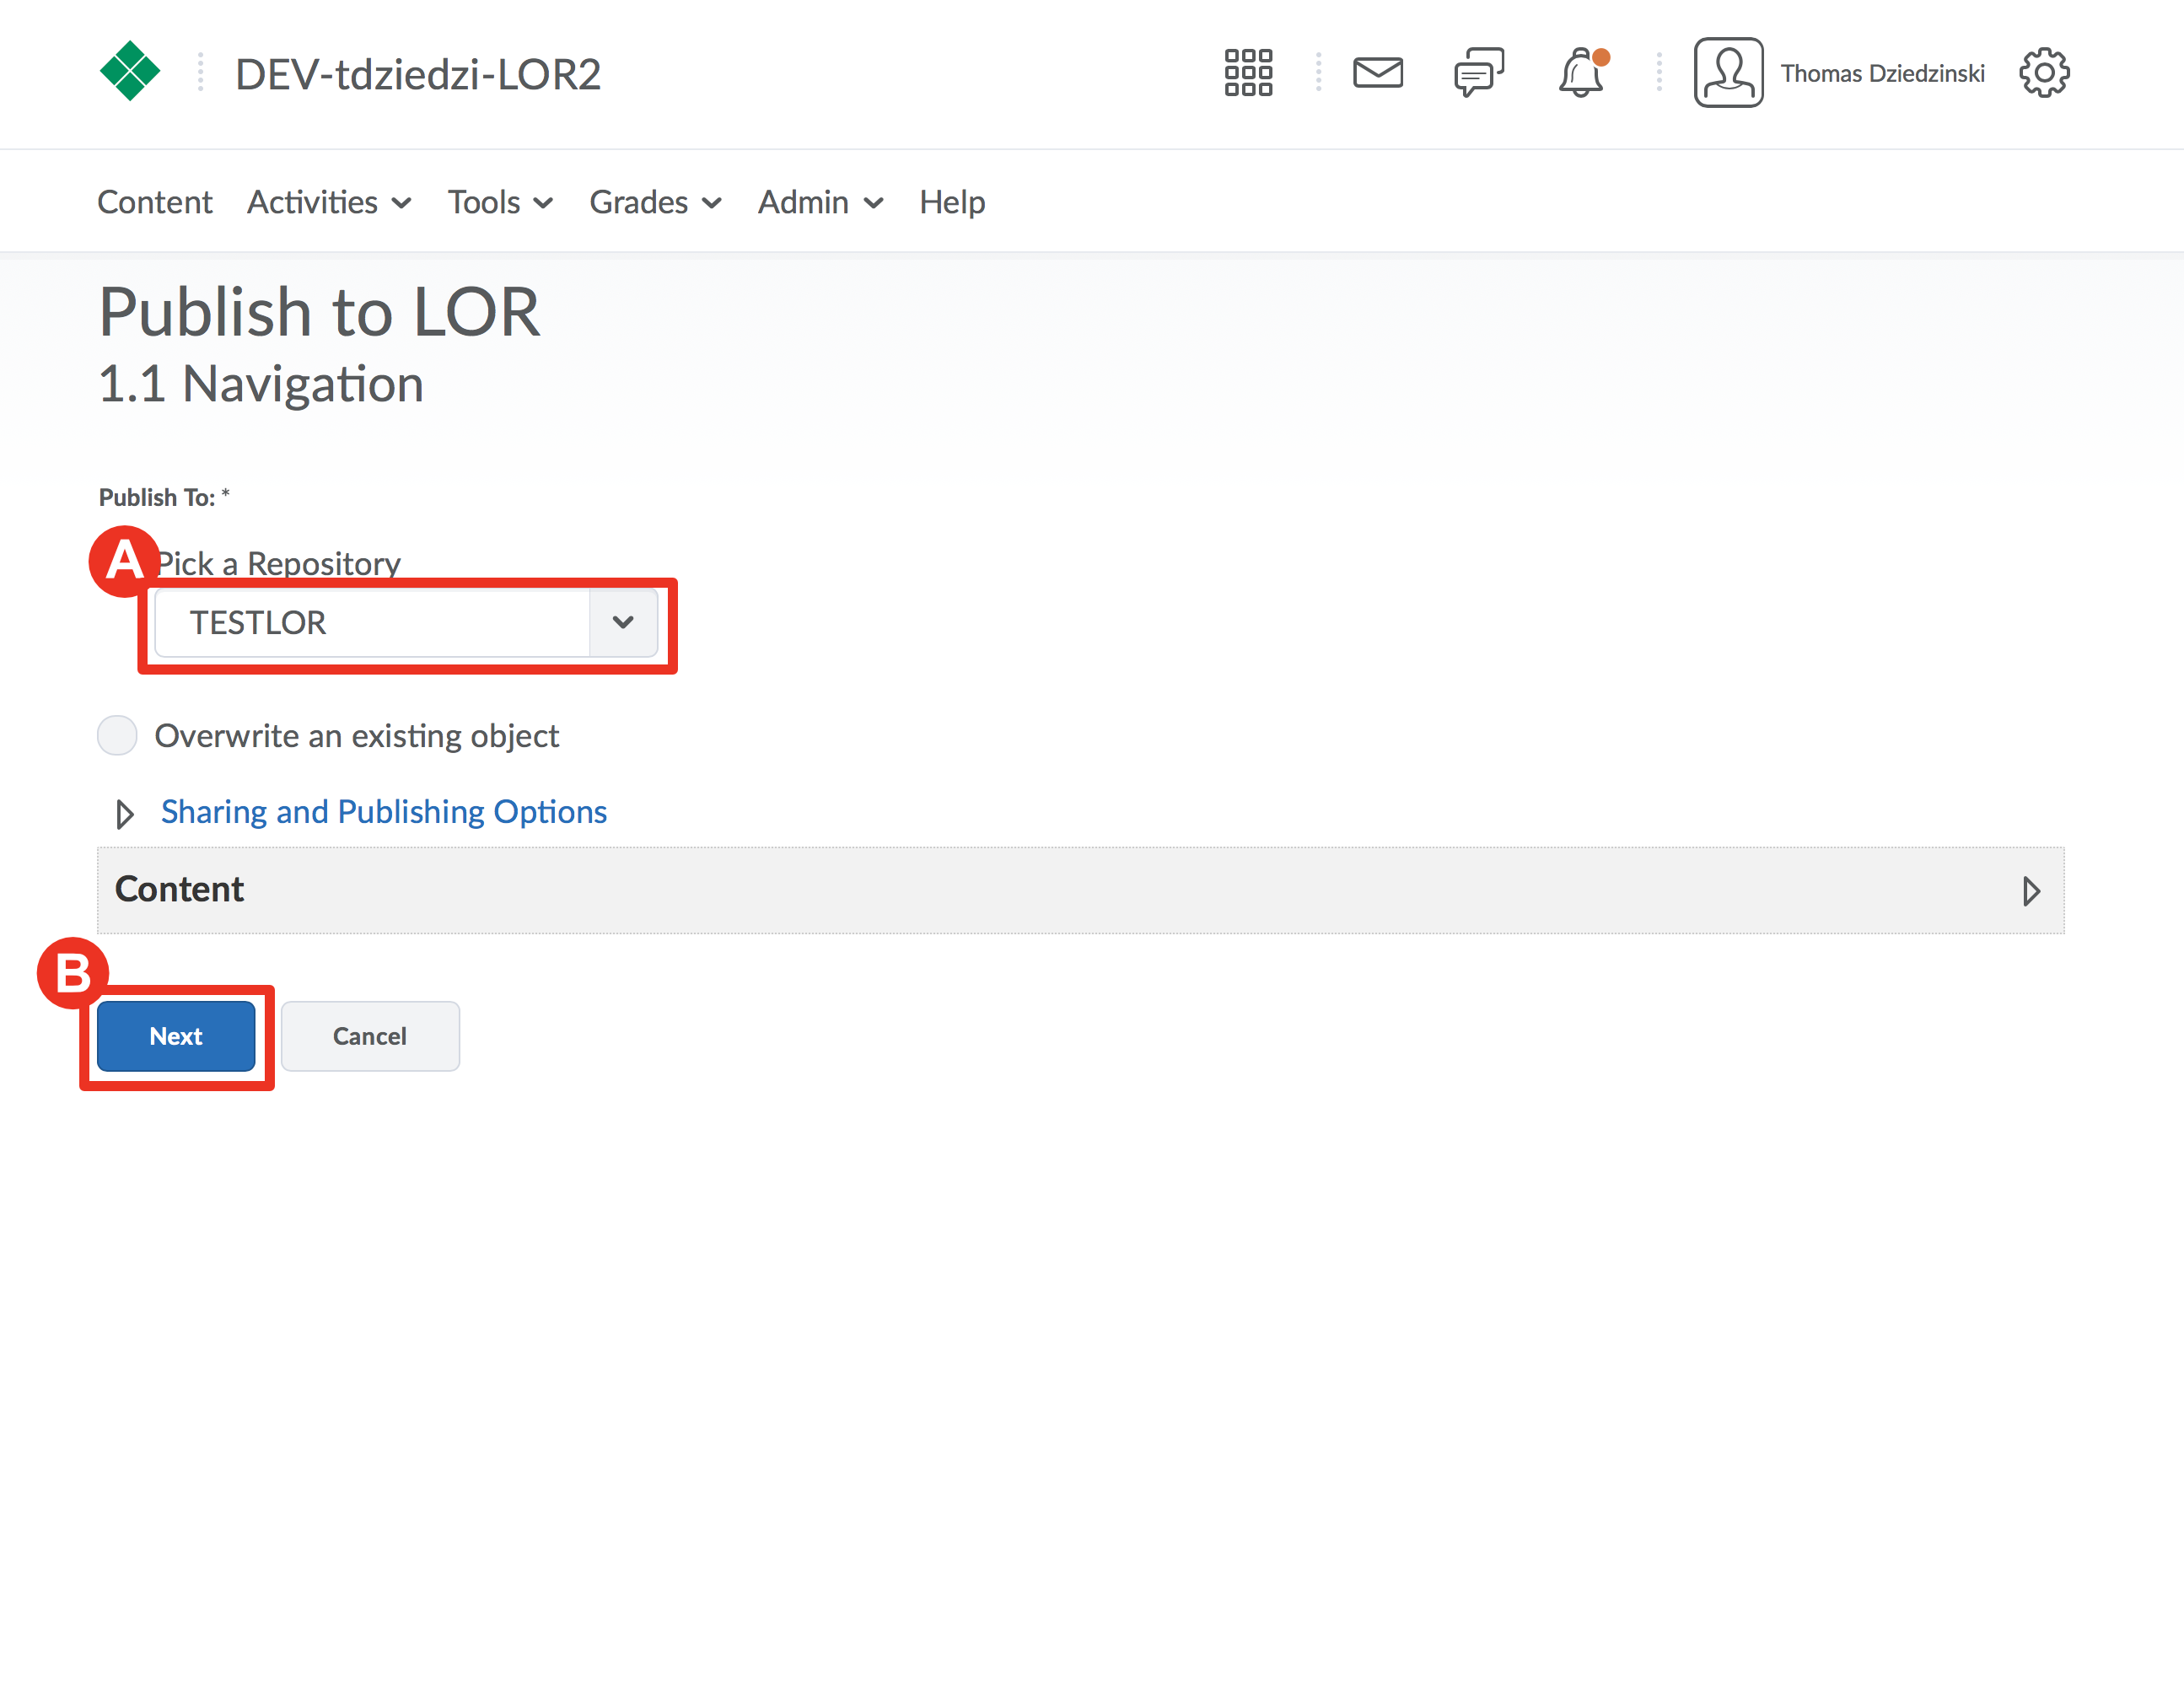 DEV-tdziedzi-LOR2
Thomas Dziedzinski
Content Activities Tools Grades Admin Help
Publish to LOR
1.1 Navigation
Publish To: *
A
Pick a Repository
TESTLOR
Overwrite an existing object
Sharing and Publishing Options
Content
B
Next Cancel